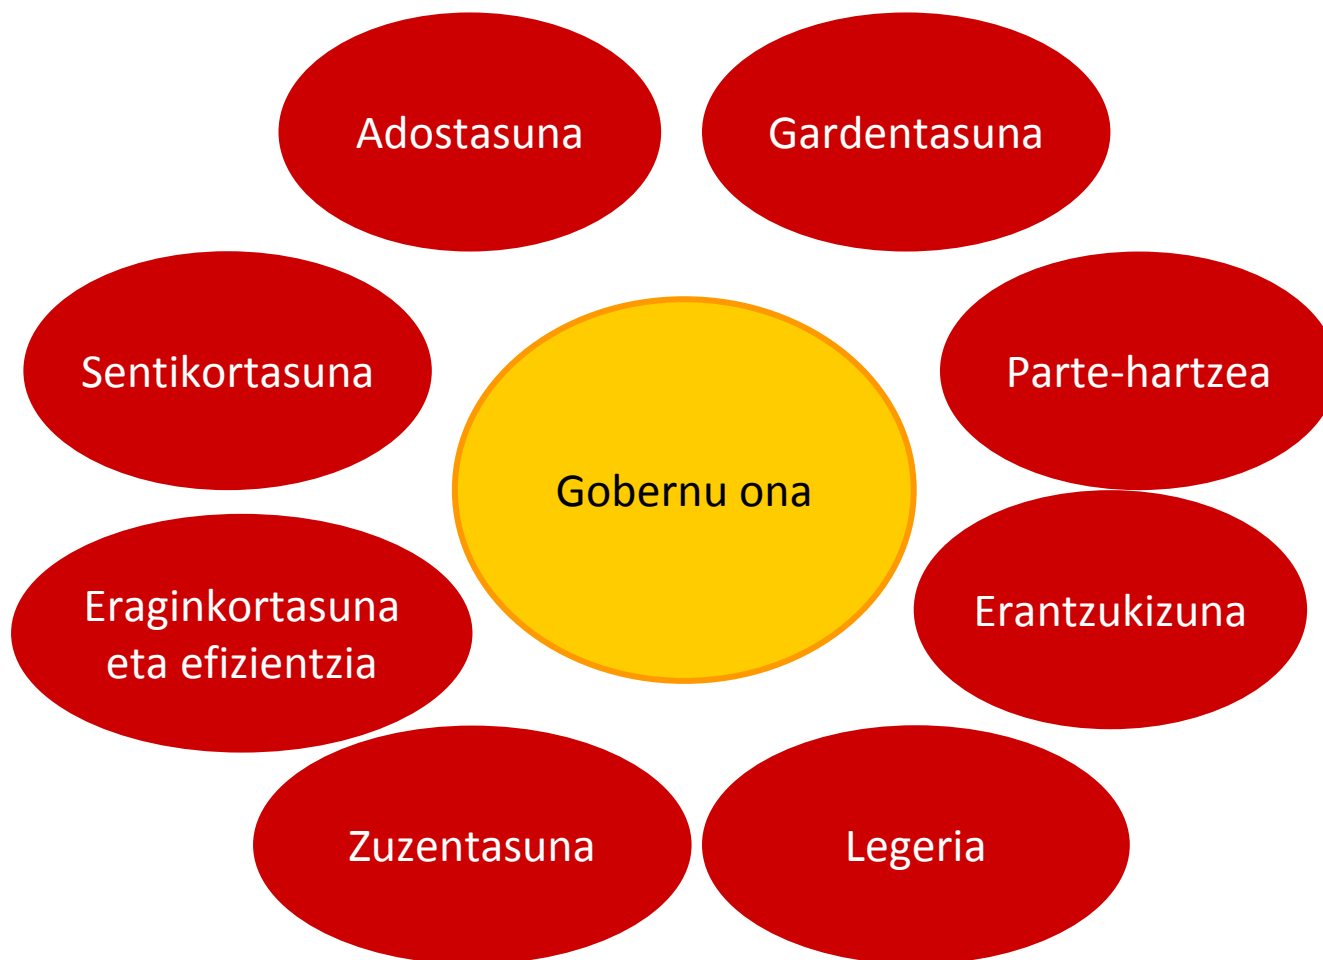 Adostasuna
Gardentasuna
Sentikortasuna
Parte-hartzea
Gobernu ona
Eraginkortasuna
eta efizientzia
Erantzukizuna
Zuzentasuna
Legeria